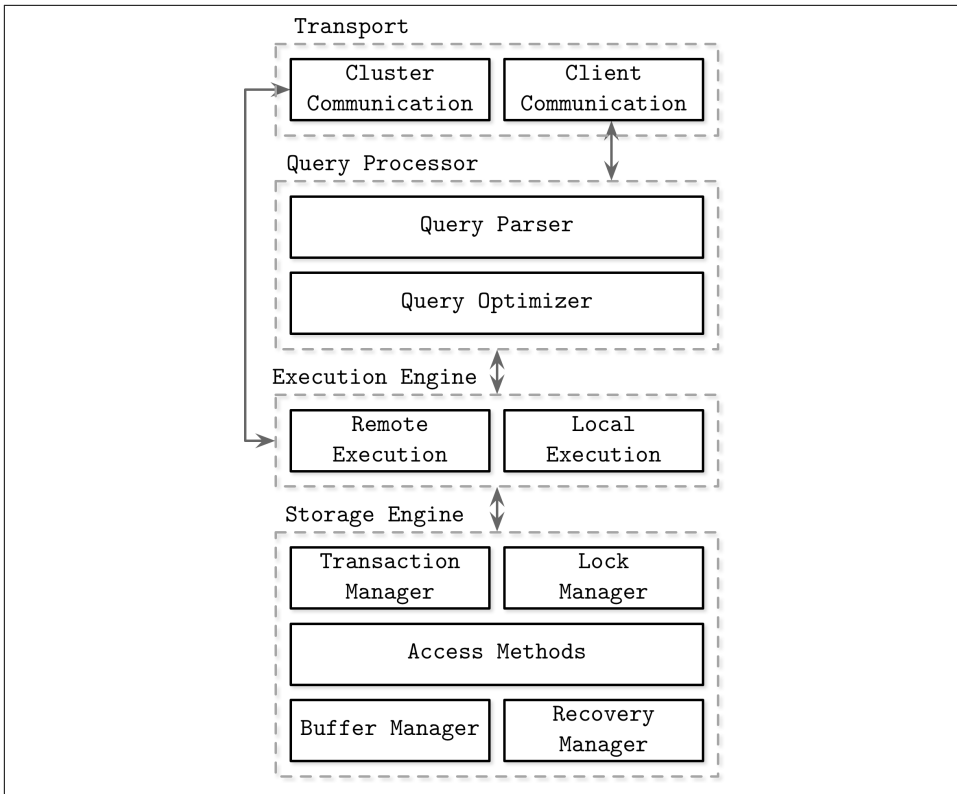 Transport
Cluster
Communication
Client
Communication
Query Processor
Query Parser
Query Optimizer
Execution Engine
Remote
Execution
Local
Execution
Storage Engine
Transaction
Manager
Lock
Manager
Access Methods
Buffer Manager
Recovery
Manager